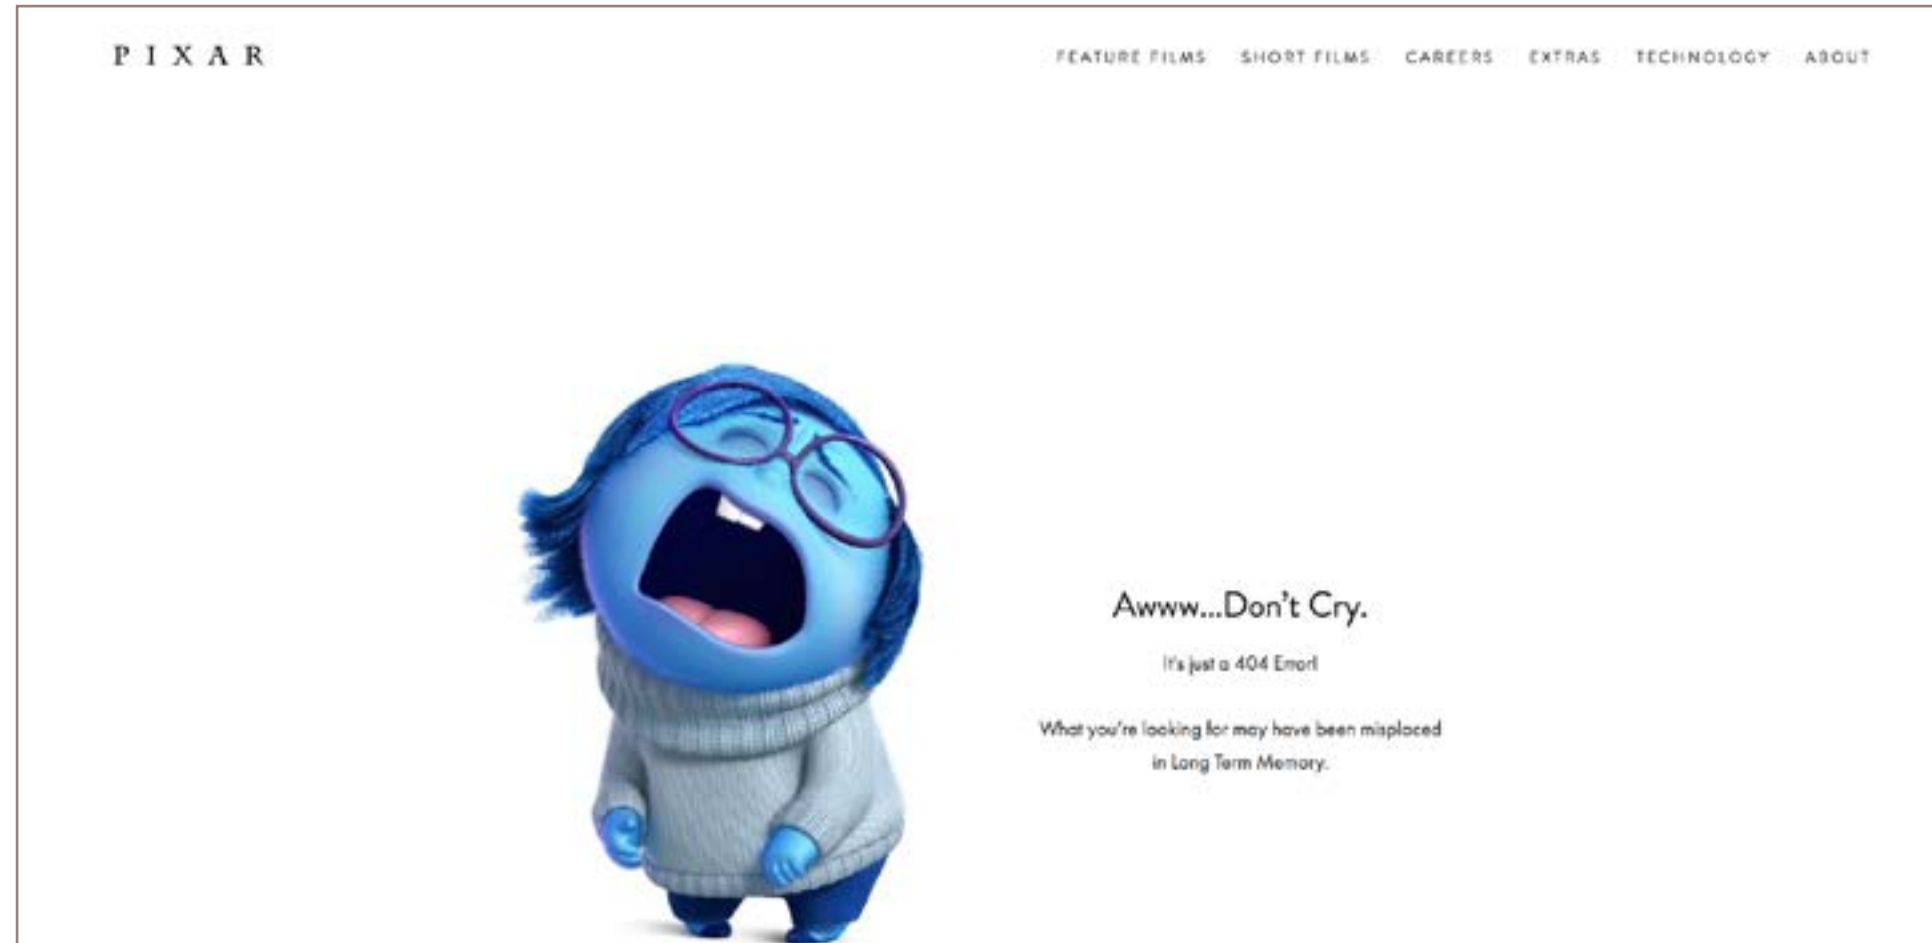 PIXAR
FEATURE FILMS SHORT FILMS CAREERS EXTRAS TECHNOLOGY ABOUT
Awww...Don't Cry.
It's just a 404 Error!
What you're looking for may have been misplaced
in Long Term Memory.